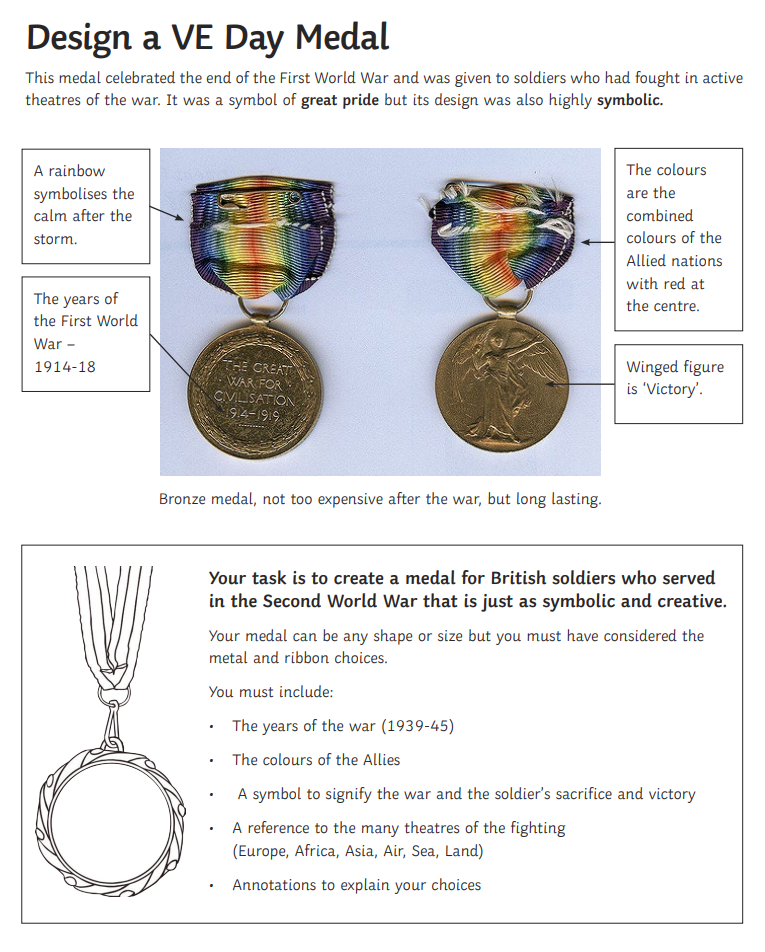 Design a VE Day Medal
This medal celebrated the end of the First World War and was given to soldiers who had fought in active
theatres of the war. It was a symbol of great pride but its design was also highly symbolic.
A rainbow
symbolises the
calm after the
storm.
The years of
the First World
War –
1914-18
THE GREAT
WAR FOR
CIVILISATION
1914-1919
The colours
are the
combined
colours of the
Allied nations
with red at
the centre.
Winged figure
is ‘Victory’.
Bronze medal, not too expensive after the war, but long lasting.
Your task is to create a medal for British soldiers who served
in the Second World War that is just as symbolic and creative.
Your medal can be any shape or size but you must have considered the
metal and ribbon choices.
You must include:
• The years of the war (1939-45)
• The colours of the Allies
• A symbol to signify the war and the soldier’s sacrifice and victory
• A reference to the many theatres of the fighting
(Europe, Africa, Asia, Air, Sea, Land)
• Annotations to explain your choices